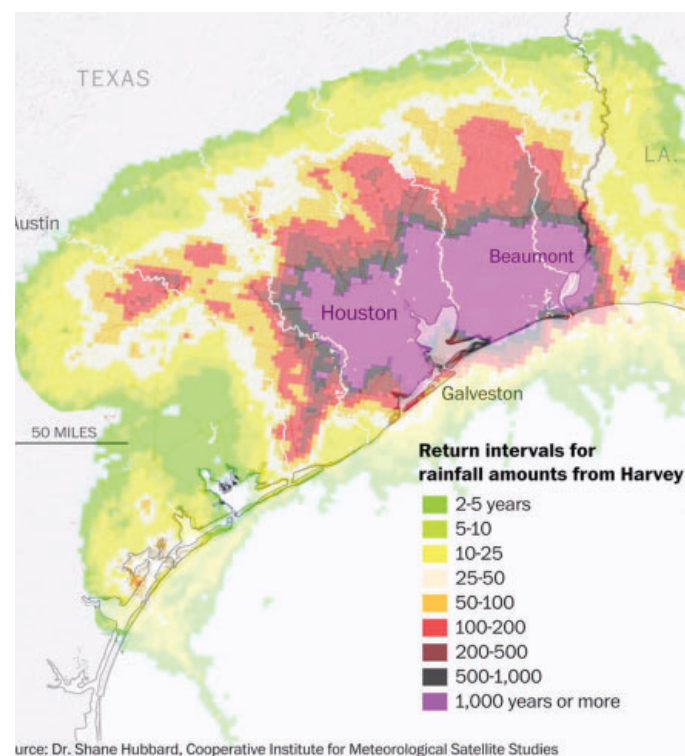 TEXAS
LA.
Austin
Beaumont
Houston
Galveston
50 MILES
Return intervals for
rainfall amounts from Harvey
2-5 years
5-10
10-25
25-50
50-100
100-200
200-500
500-1,000
1,000 years or more
urce: Dr. Shane Hubbard, Cooperative Institute for Meteorological Satellite Studies